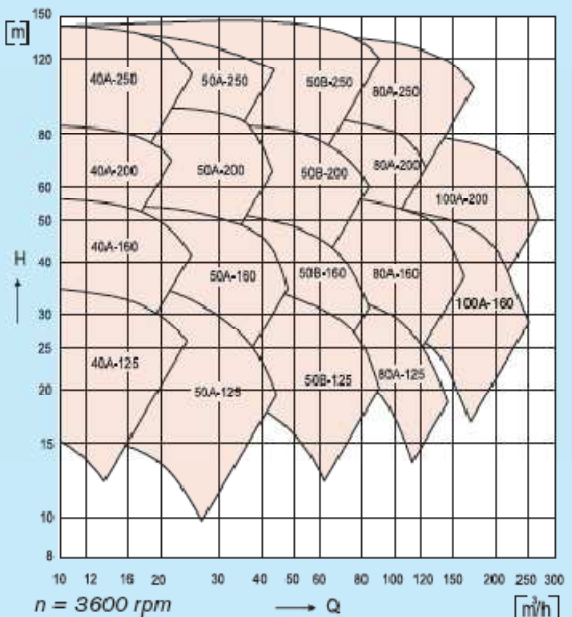 150
[m]
120
40A-250
50A-250
50B-250
80A-250
80
40A-200
50A-200
50B-200
80A-200
60
100A-200
50
40A-160
50A-160
50B-160
80A-160
H
40
100A-160
30
25
40A-125
50A-125
50B-125
80A-125
20
15
10
8
10 12 16 20 30 40 50 60 80 100 120 150 200 250 300
n = 3600 rpm
Q
[m³/h]